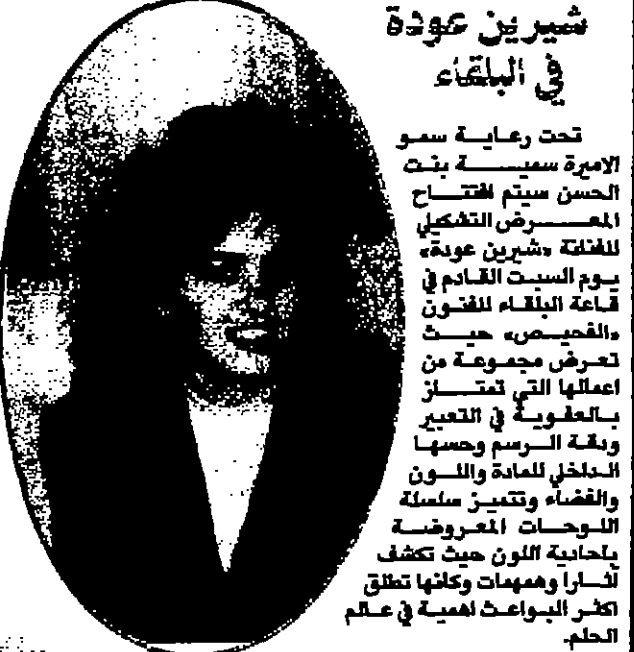 شيرين عودة
في البلقاء
تحت رعاية سمو
الاميرة سمية بنت
الحسن سيتم افتتاح
المعرض التشكيلي
للفنانة «شيرين عودة»
يوم السبت القادم في
قاعة البلقاء للفنون
«الفحيص» حيث
تعرض مجموعة من
اعمالها التي تمتاز
بالعفوية في التعبير
ودقة الرسم وحسها
الداخلي للمادة واللون
والفضاء وتتميز سلسلة
اللوحات المعروضة
باحادية اللون حيث تكشف
آثارا وهمهمات وكانها تطلق
اكثر البواعث اهمية في عالم
الحلم.